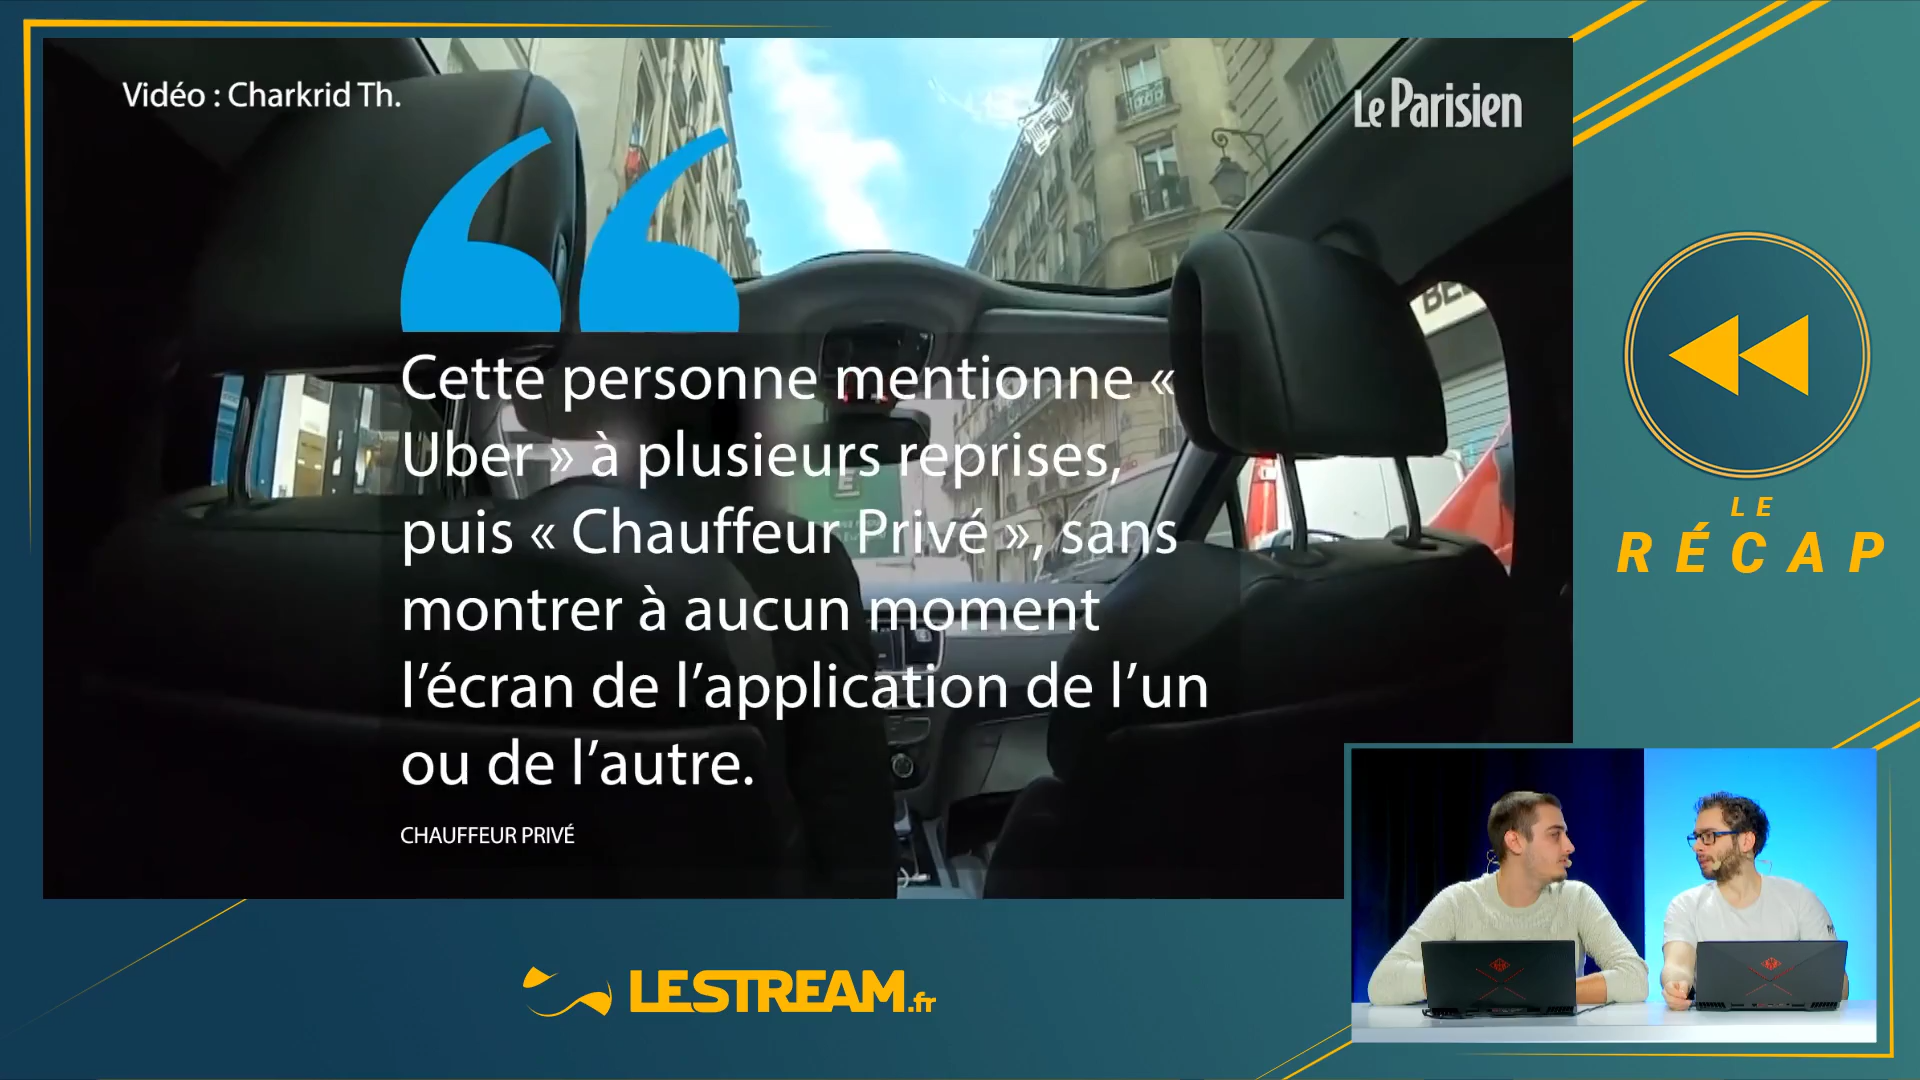 Vidéo : Charkrid Th.
Le Parisien
BEL
Cette personne mentionne «
Uber » à plusieurs reprises,
puis « Chauffeur Privé », sans
montrer à aucun moment
l’écran de l’application de l’un
ou de l’autre.
CHAUFFEUR PRIVÉ
LE
RÉCAP
LESTREAM.fr